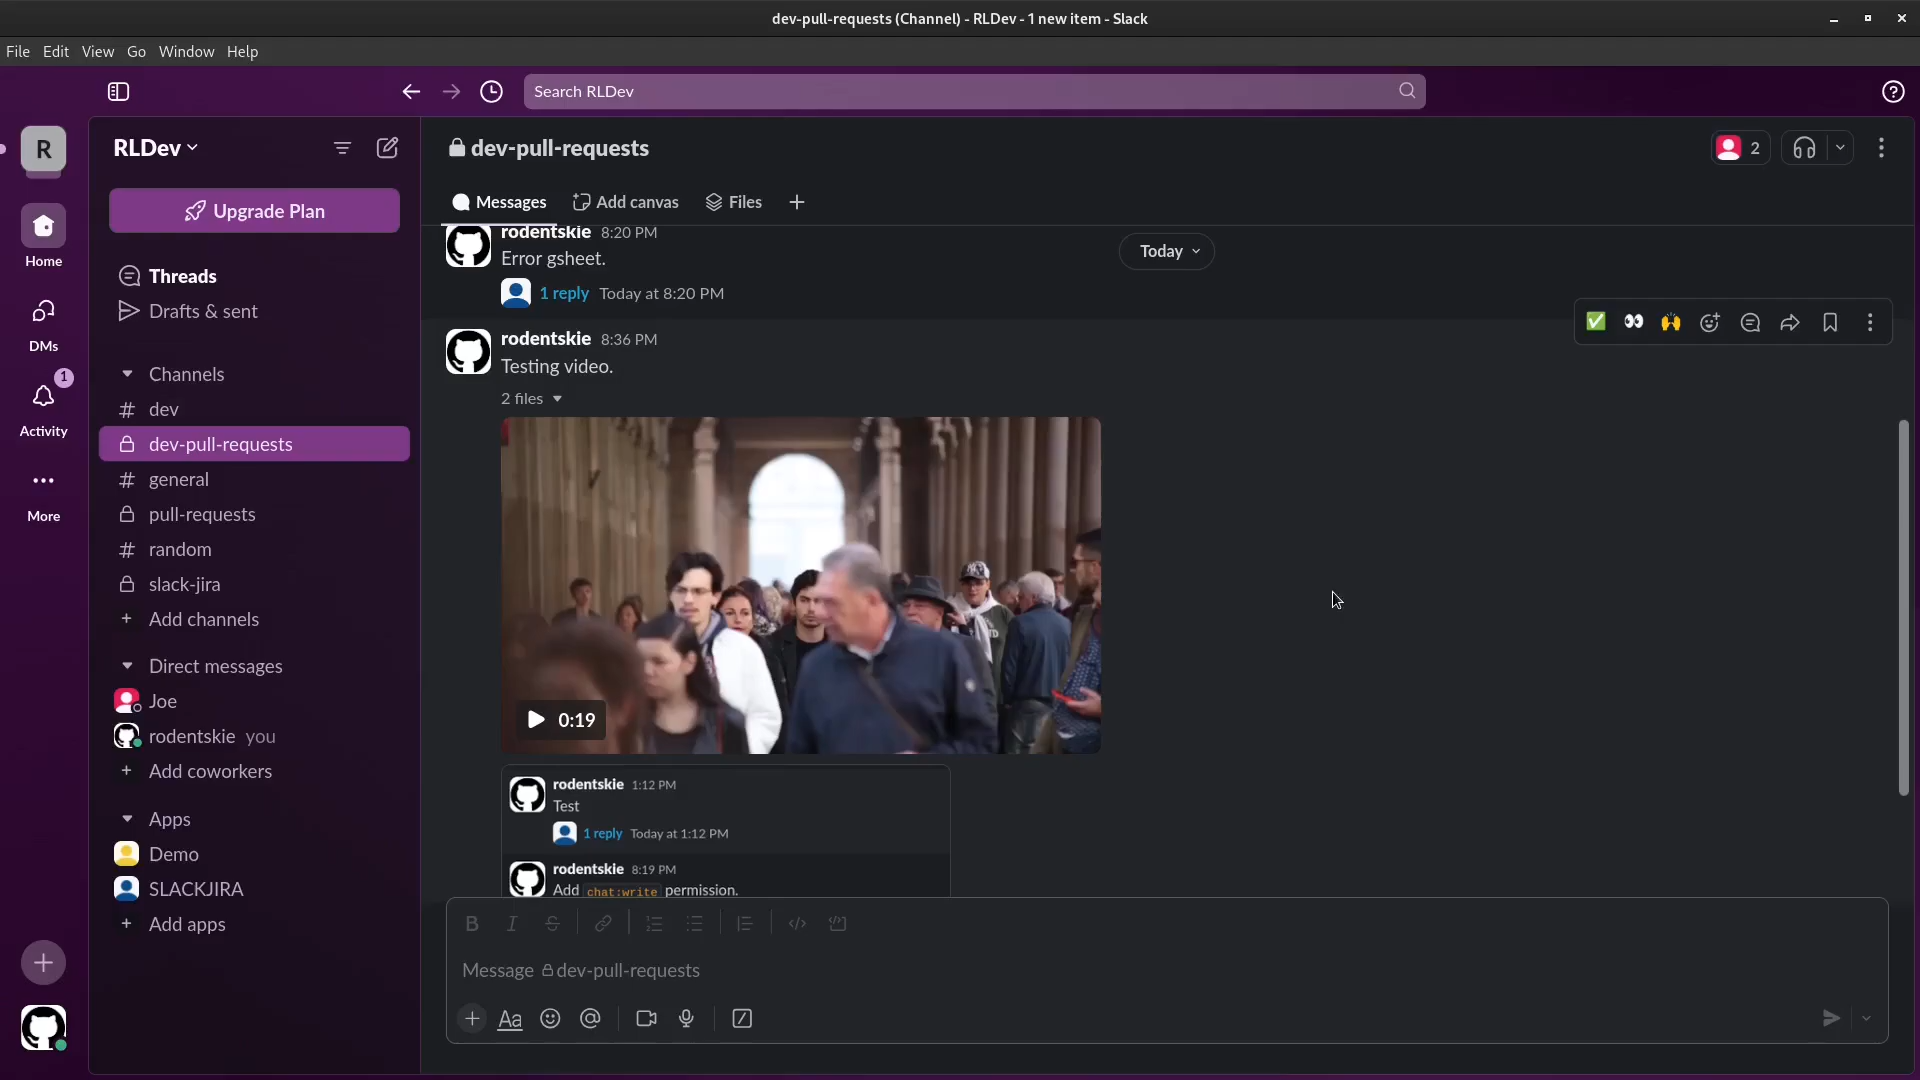 dev-pull-requests (Channel) - RLDev - 1 new item - Slack
File Edit View Go Window Help
Search RLDev
R
RLDev
dev-pull-requests
2
Upgrade Plan
Messages Add canvas Files
Home
Threads
Drafts & sent
DMs
1
Activity
More
Channels
dev
dev-pull-requests
general
pull-requests
random
slack-jira
Add channels
Direct messages
Joe
rodentskie you
Add coworkers
Apps
Demo
SLACKJIRA
Add apps
rodentskie 8:20 PM
Today
Error gsheet.
1 reply Today at 8:20 PM
rodentskie 8:36 PM
Testing video.
2 files
0:19
rodentskie 1:12 PM
Test
1 reply Today at 1:12 PM
rodentskie 8:19 PM
Add chat:write permission.
B I S
Message dev-pull-requests
Aa